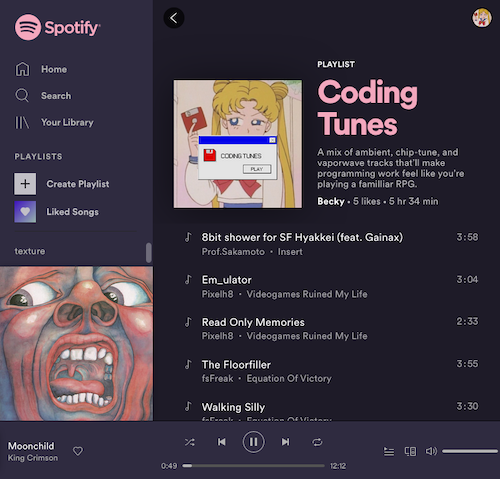 Spotify
Home
Search
Your Library
PLAYLISTS
Create Playlist
Liked Songs
texture
CODING TUNES
PLAY
PLAYLIST
Coding
Tunes
A mix of ambient, chip-tune, and
vaporwave tracks that'll make
programming work feel like you're
playing a familliar RPG.
Becky • 5 likes • 5 hr 34 min
8bit shower for SF Hyakkei (feat. Gainax) 3:58
Prof.Sakamoto • Insert
Em_ulator 3:04
Pixelh8 • Videogames Ruined My Life
Read Only Memories 2:33
Pixelh8 • Videogames Ruined My Life
The Floorfiller 3:55
fsFreak • Equation Of Victory
Walking Silly 3:30
fsFreak • Equation Of Victory
Moonchild
King Crimson
0:49 12:12